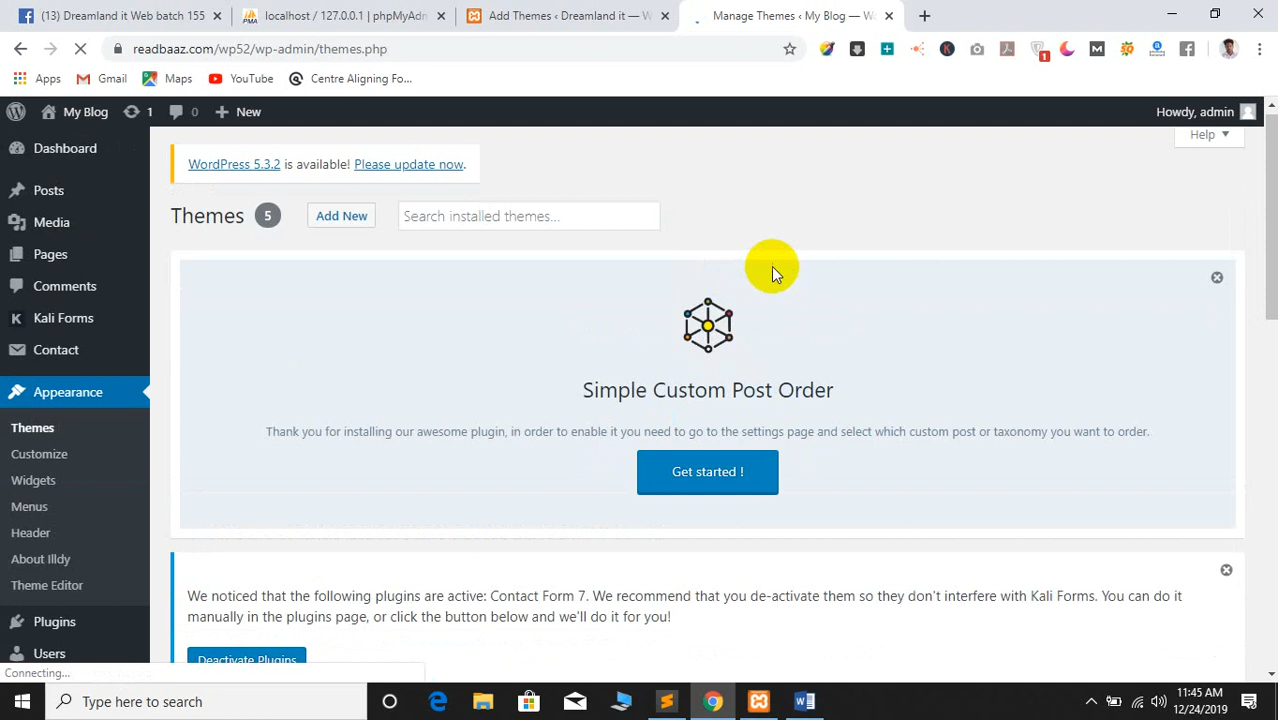 (13) Dreamland it Web batch 155
localhost / 127.0.0.1 | phpMyAdm
Add Themes ‹ Dreamland it — W
Manage Themes ‹ My Blog — Wo
readbaaz.com/wp52/wp-admin/themes.php
Apps
Gmail
Maps
YouTube
Centre Aligning Fo...
My Blog
1
0
New
Howdy, admin
Help
Dashboard
Posts
Media
Pages
Comments
Kali Forms
Contact
Appearance
Themes
Customize
Widgets
Menus
Header
About Illdy
Theme Editor
Plugins
Users
WordPress 5.3.2 is available! Please update now.
Themes 5
Add New
Search installed themes...
Simple Custom Post Order
Thank you for installing our awesome plugin, in order to enable it you need to go to the settings page and select which custom post or taxonomy you want to order.
Get started !
We noticed that the following plugins are active: Contact Form 7. We recommend that you de-activate them so they don't interfere with Kali Forms. You can do it
manually in the plugins page, or click the button below and we'll do it for you!
Deactivate Plugins
Connecting...
Type here to search
11:45 AM
12/24/2019